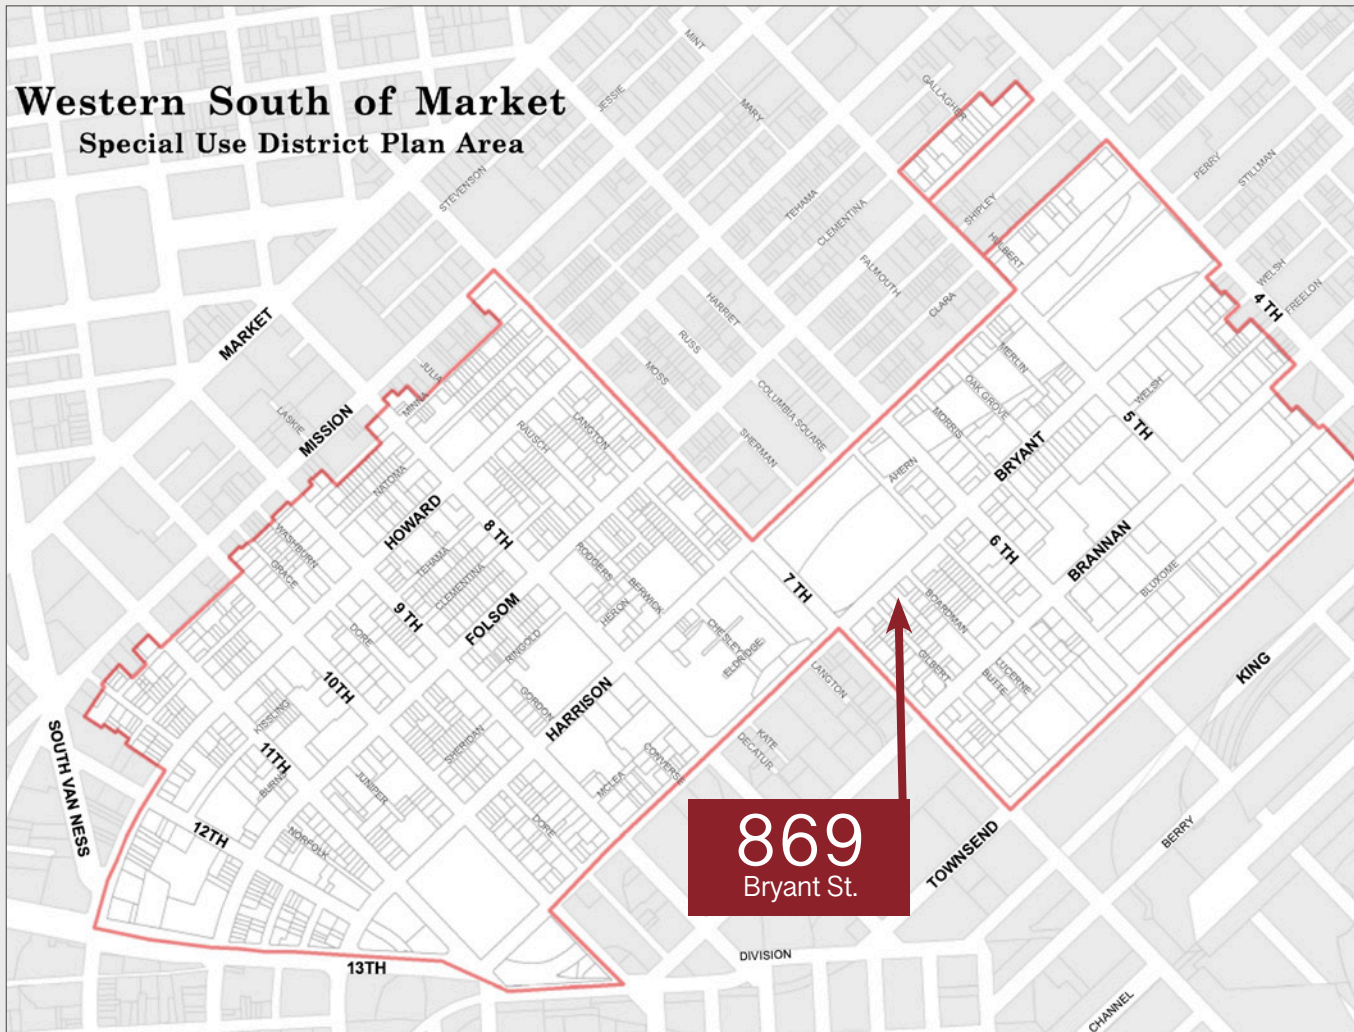 Western South of Market
Special Use District Plan Area
MINT
JESSIE
MARY
GALLAGHER
STEVENSON
PERRY
STILLMAN
TEHAMA
CLEMENTINA
SHIPLEY
HULBERT
FALMOUTH
CLARA
WELSH
FREELON
4 TH
MARKET
HARRIET
RUSS
MOSS
JULIA
MINNA
MERLIN
OAK GROVE
MORRIS
WELSH
5 TH
LASKIE
MISSION
LANGTON
RAUSCH
COLUMBIA SQUARE
SHERMAN
AHERN
BRYANT
NATOMA
HOWARD
8 TH
WASHBURN
GRACE
TEHAMA
CLEMENTINA
RODGERS
BERWICK
HERON
7 TH
6 TH
BRANNAN
BLUXOME
9 TH
FOLSOM
DORE
RINGOLD
CHESLEY
ELDRIDGE
BOARDMAN
GILBERT
LUCERNE
BUTTE
KING
10TH
KISSLING
GORDON
HARRISON
SHERIDAN
LANGTON
KATE
DECATUR
SOUTH VAN NESS
11TH
BURNS
JUNIPER
MCLEA
CONVERSE
12TH
NORFOLK
DORE
869
Bryant St.
TOWNSEND
BERRY
13TH
DIVISION
CHANNEL